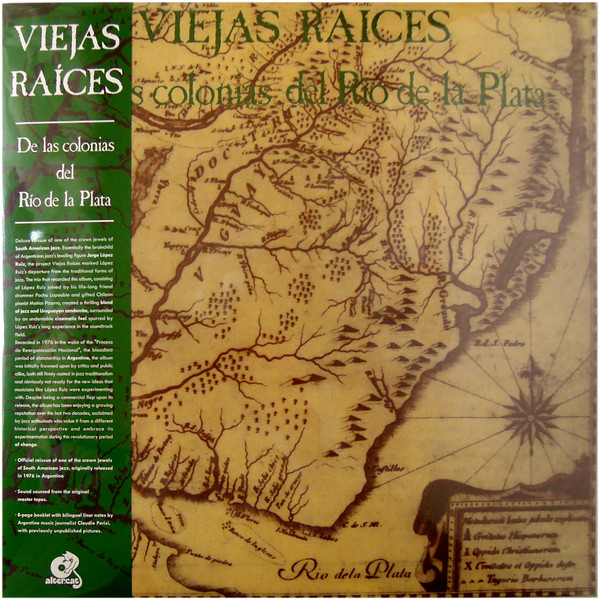 VIEJAS
RAÍCES
De las colonias
del
Río de la Plata
Deluxe reissue of one of the crown jewels of
South American jazz. Essentially the brainchild
of Argentinian jazz's leading figure Jorge López
Ruiz, the project Viejas Raíces marked López
Ruiz's departure from the traditional forms of
jazz. The trio that recorded this album, consisting
of López Ruiz joined by his life-long friend
drummer Pocho Lapouble and gifted Chilean
pianist Matías Pizarro, created a thrilling blend
of jazz and Uruguayan candombe, surrounded
by an undeniable cinematic feel spurred by
López Ruiz's long experience in the soundtrack
field.
Recorded in 1976 in the wake of the "Proceso
de Reorganización Nacional", the bloodiest
period of dictatorship in Argentina, the album
was initially frowned upon by critics and public
alike, both still firmly rooted in jazz traditionalism
and obviously not ready for the new ideas that
musicians like López Ruiz were experimenting
with. Despite being a commercial flop upon its
release, the album has been enjoying a growing
reputation over the last two decades, acclaimed
by jazz enthusiasts who value it from a different
historical perspective and embrace its
experimentation during this revolutionary period
of change.
· Official reissue of one of the crown jewels
of South American jazz, originally released
in 1976 in Argentina
· Sound sourced from the original
master tapes.
· 8-page booklet with bilingual liner notes by
Argentine music journalist Claudio Parisi,
with previously unpublished pictures.
altercat
VIEJAS RAICES
s colonias del Rio de la Plata
DOCTR
VGVAY
R. d. S. Pedro
Castillos
C de S. M.
Rio dela Plata
X Civitates et Oppida destr.